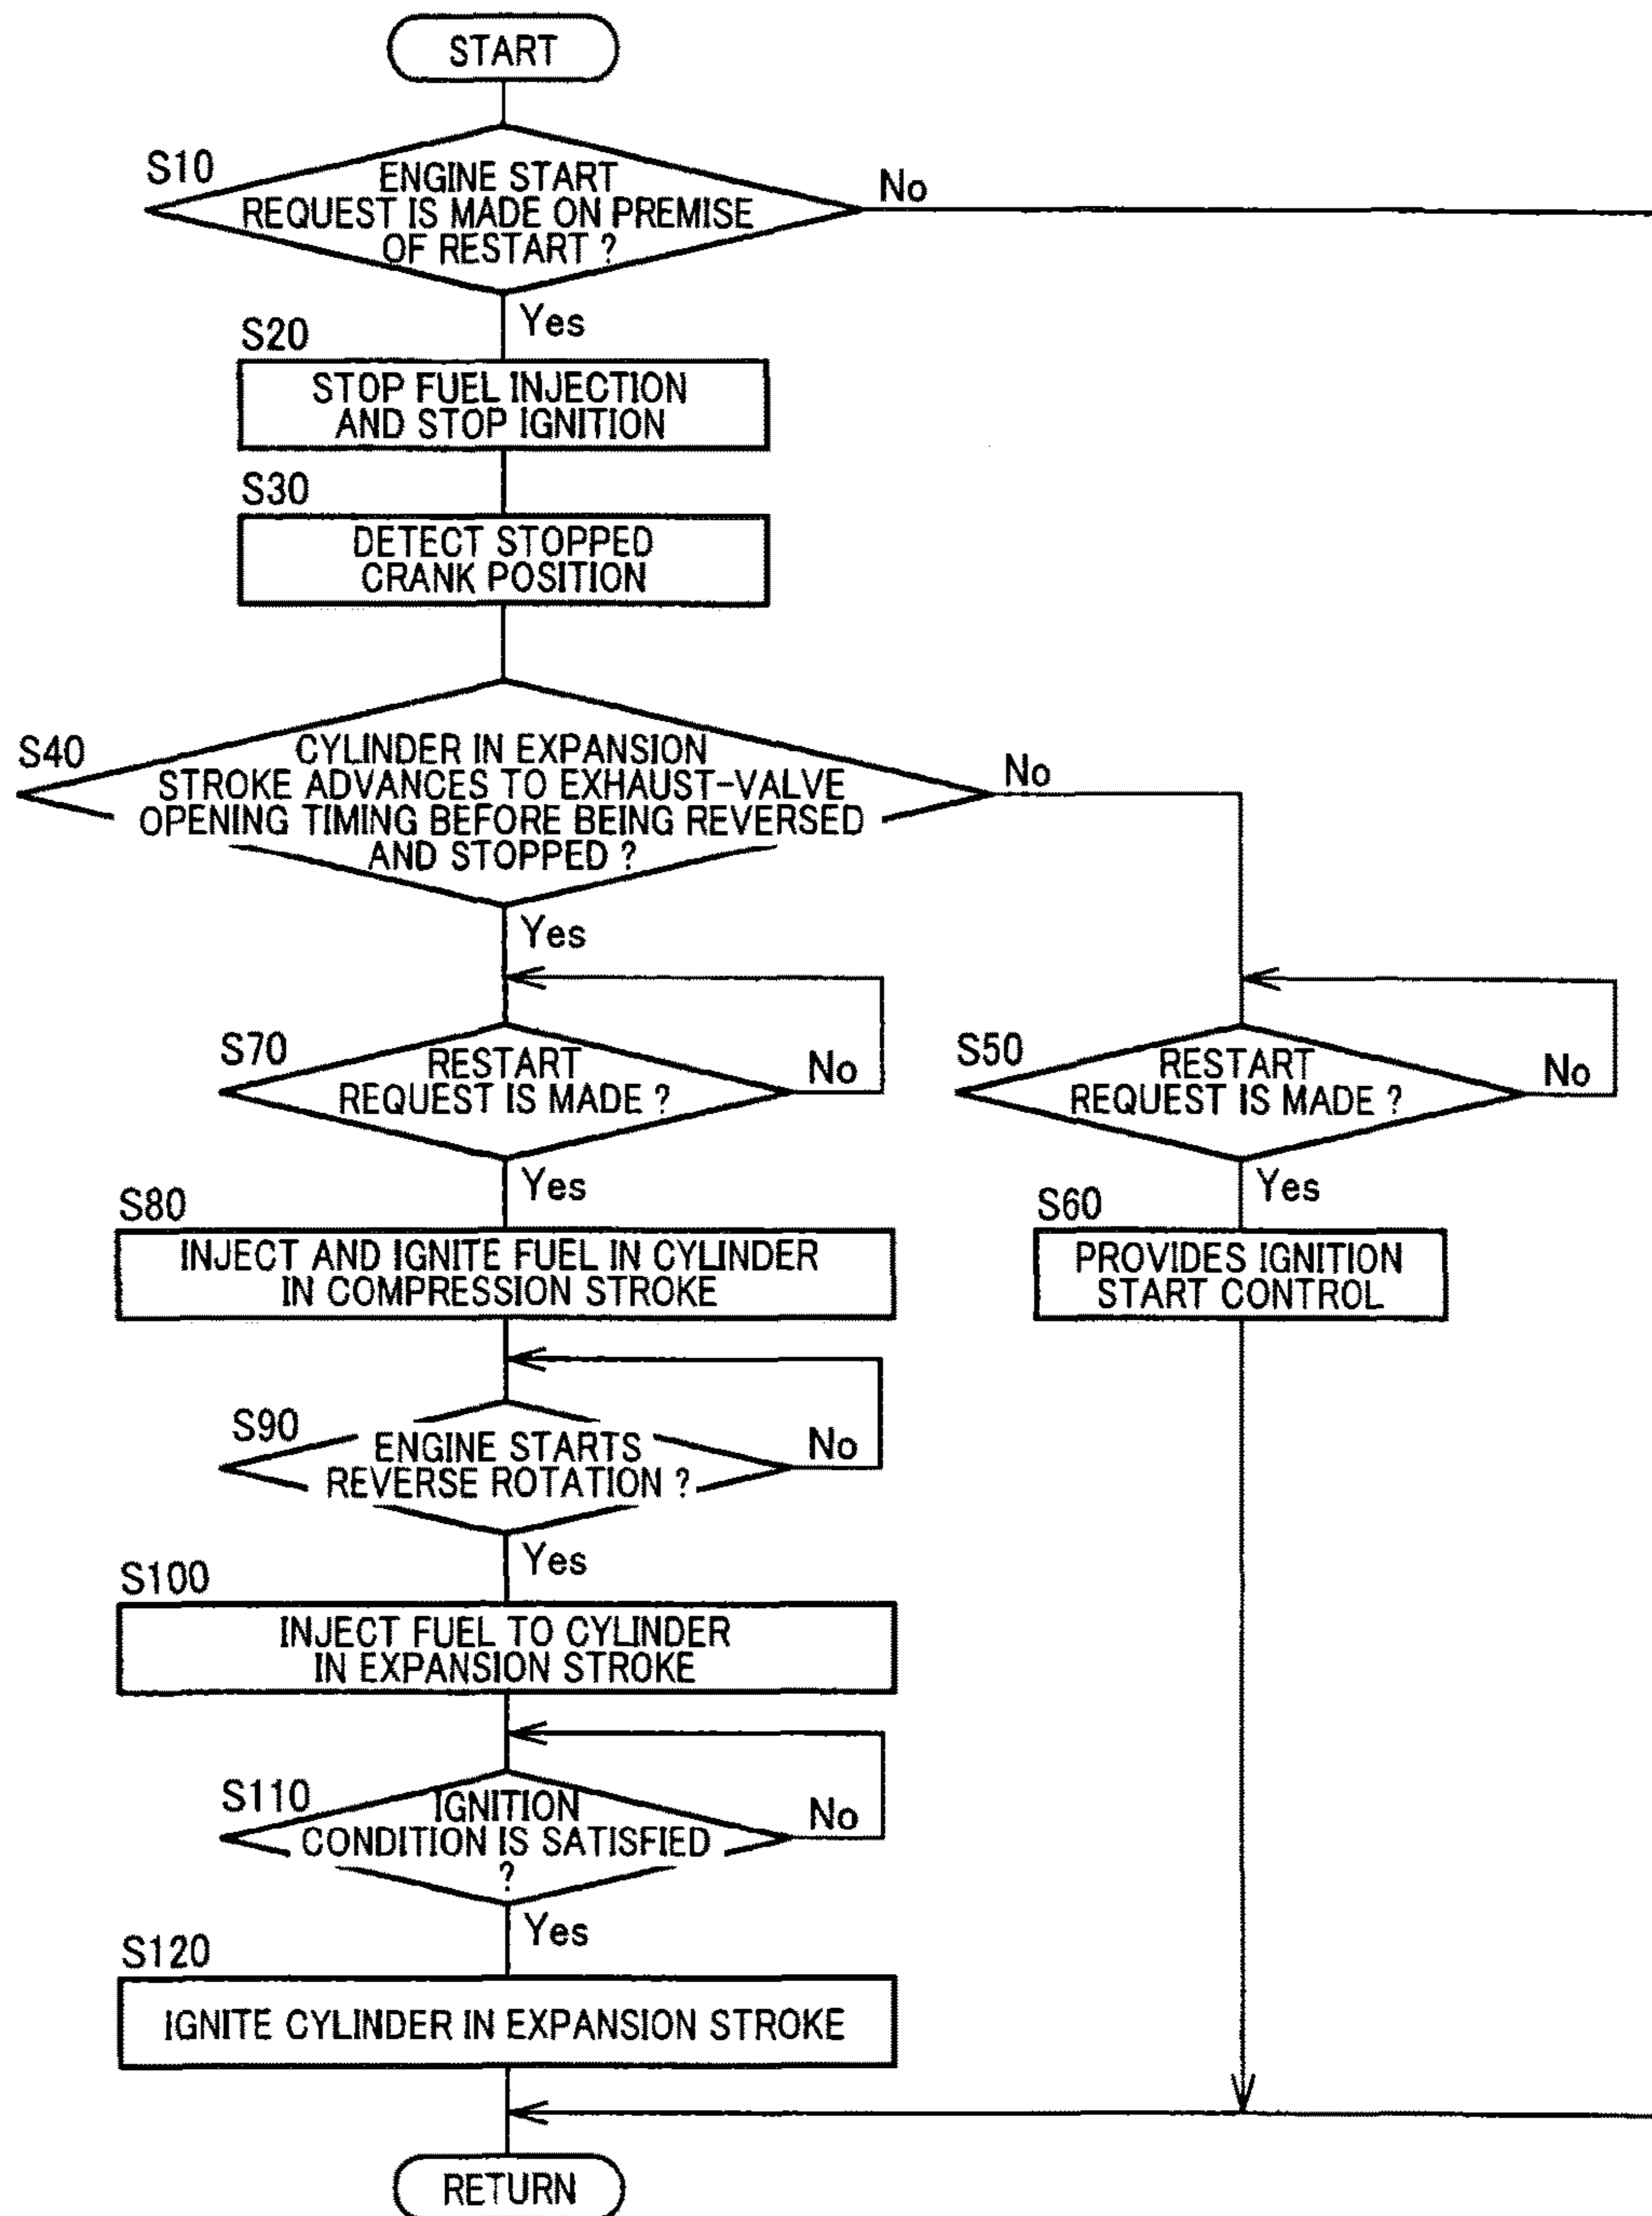 START
S10
ENGINE START
REQUEST IS MADE ON PREMISE
OF RESTART ?
No
Yes
S20
STOP FUEL INJECTION
AND STOP IGNITION
S30
DETECT STOPPED
CRANK POSITION
S40
CYLINDER IN EXPANSION
STROKE ADVANCES TO EXHAUST-VALVE
OPENING TIMING BEFORE BEING REVERSED
AND STOPPED ?
No
Yes
S70
RESTART
REQUEST IS MADE ?
No
S50
RESTART
REQUEST IS MADE ?
No
Yes
Yes
S80
INJECT AND IGNITE FUEL IN CYLINDER
IN COMPRESSION STROKE
S60
PROVIDES IGNITION
START CONTROL
S90
ENGINE STARTS
REVERSE ROTATION ?
No
Yes
S100
INJECT FUEL TO CYLINDER
IN EXPANSION STROKE
S110
IGNITION
CONDITION IS SATISFIED
?
No
Yes
S120
IGNITE CYLINDER IN EXPANSION STROKE
RETURN